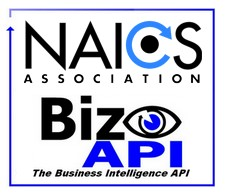 NAICS
ASSOCIATION
Biz
API
The Business Intelligence API